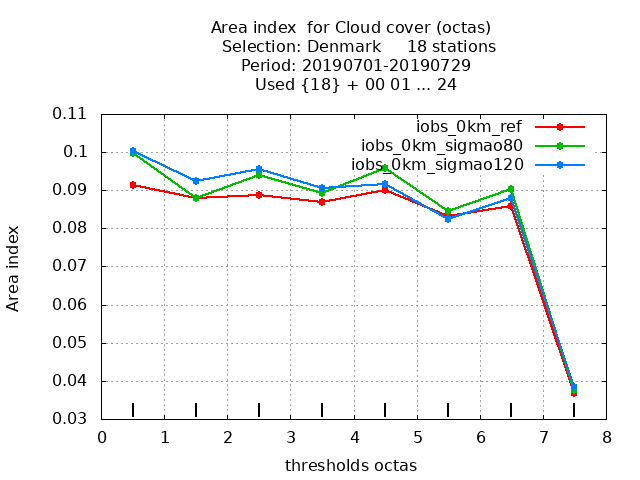 Area index  for Cloud cover (octas)
Selection: Denmark     18 stations
Period: 20190701-20190729
Used {18} + 00 01 ... 24
0.11
0.1
0.09
0.08
0.07
0.06
0.05
0.04
0.03
iobs_0km_ref
iobs_0km_sigmao80
iobs_0km_sigmao120
Area index
0 1 2 3 4 5 6 7 8
thresholds octas